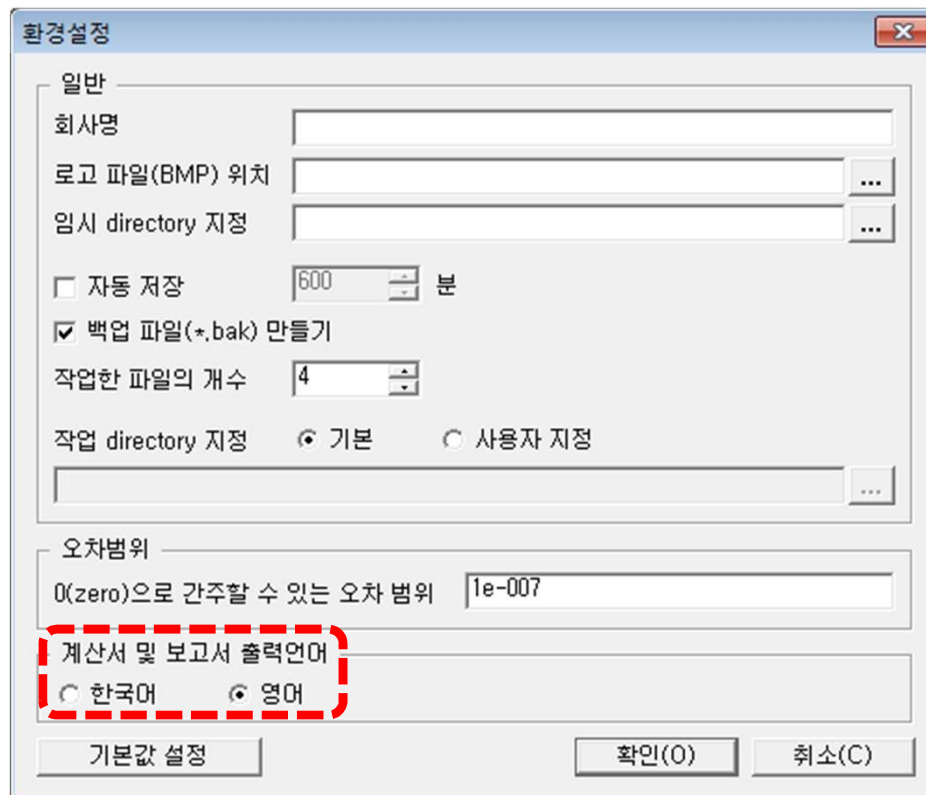 환경설정
일반
회사명
로고 파일(BMP) 위치 ...
임시 directory 지정 ...
자동 저장 600 분
백업 파일(*.bak) 만들기
작업한 파일의 개수 4
작업 directory 지정 기본 사용자 지정
...
오차범위
0(zero)으로 간주할 수 있는 오차 범위 1e-007
계산서 및 보고서 출력언어
한국어 영어
기본값 설정 확인(O) 취소(C)